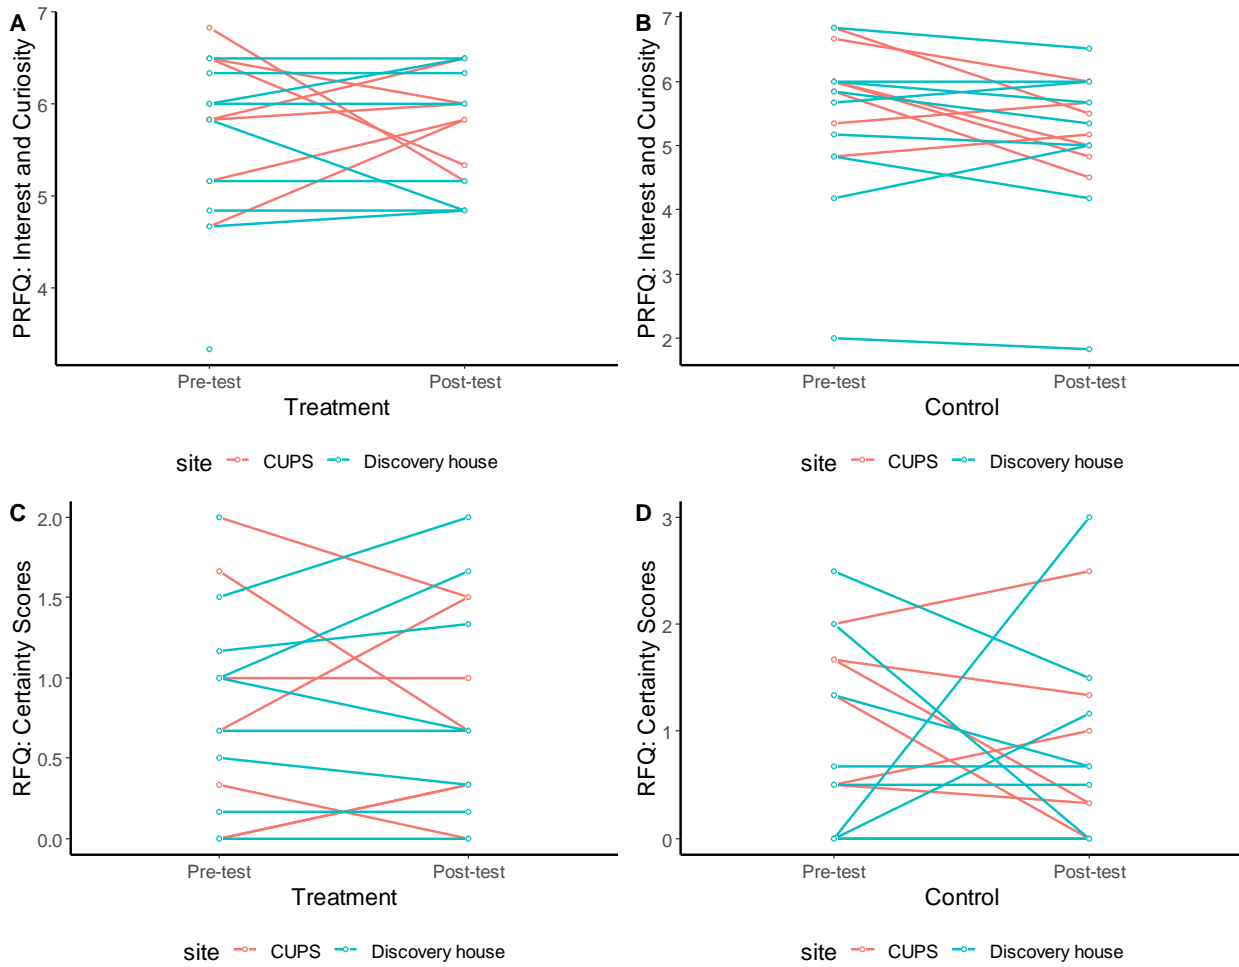 A
PRFQ: Interest and Curiosity
7
6
5
4
Pre-test Post-test
Treatment
site CUPS Discovery house
B
PRFQ: Interest and Curiosity
7
6
5
4
3
2
Pre-test Post-test
Control
site CUPS Discovery house
C
RFQ: Certainty Scores
2.0
1.5
1.0
0.5
0.0
Pre-test Post-test
Treatment
site CUPS Discovery house
D
RFQ: Certainty Scores
3
2
1
0
Pre-test Post-test
Control
site CUPS Discovery house